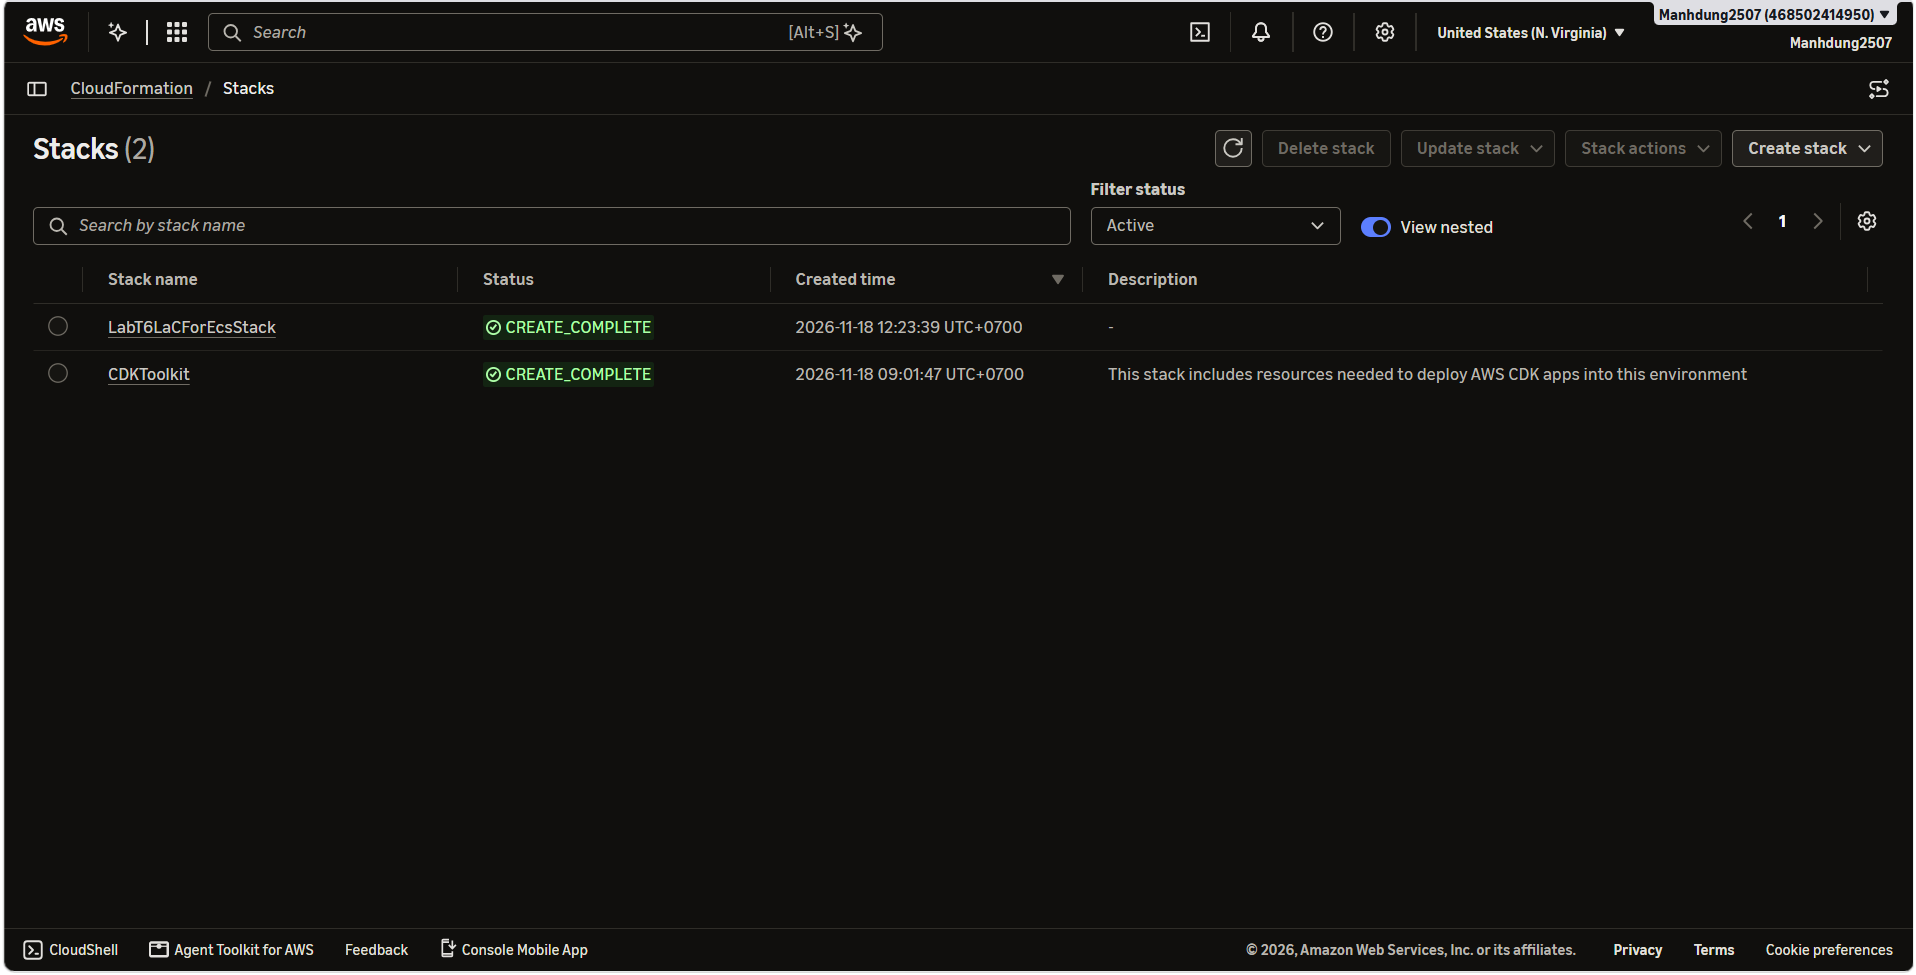 aws
Search [Alt+S]
United States (N. Virginia)
Manhdung2507 (468502414950)
Manhdung2507
CloudFormation / Stacks
Stacks (2)
Delete stack
Update stack
Stack actions
Create stack
Filter status
Search by stack name
Active
View nested
1
Stack name Status Created time Description
LabT6LaCForEcsStack CREATE_COMPLETE 2026-11-18 12:23:39 UTC+0700 -
CDKToolkit CREATE_COMPLETE 2026-11-18 09:01:47 UTC+0700 This stack includes resources needed to deploy AWS CDK apps into this environment
CloudShell Agent Toolkit for AWS Feedback Console Mobile App © 2026, Amazon Web Services, Inc. or its affiliates. Privacy Terms Cookie preferences